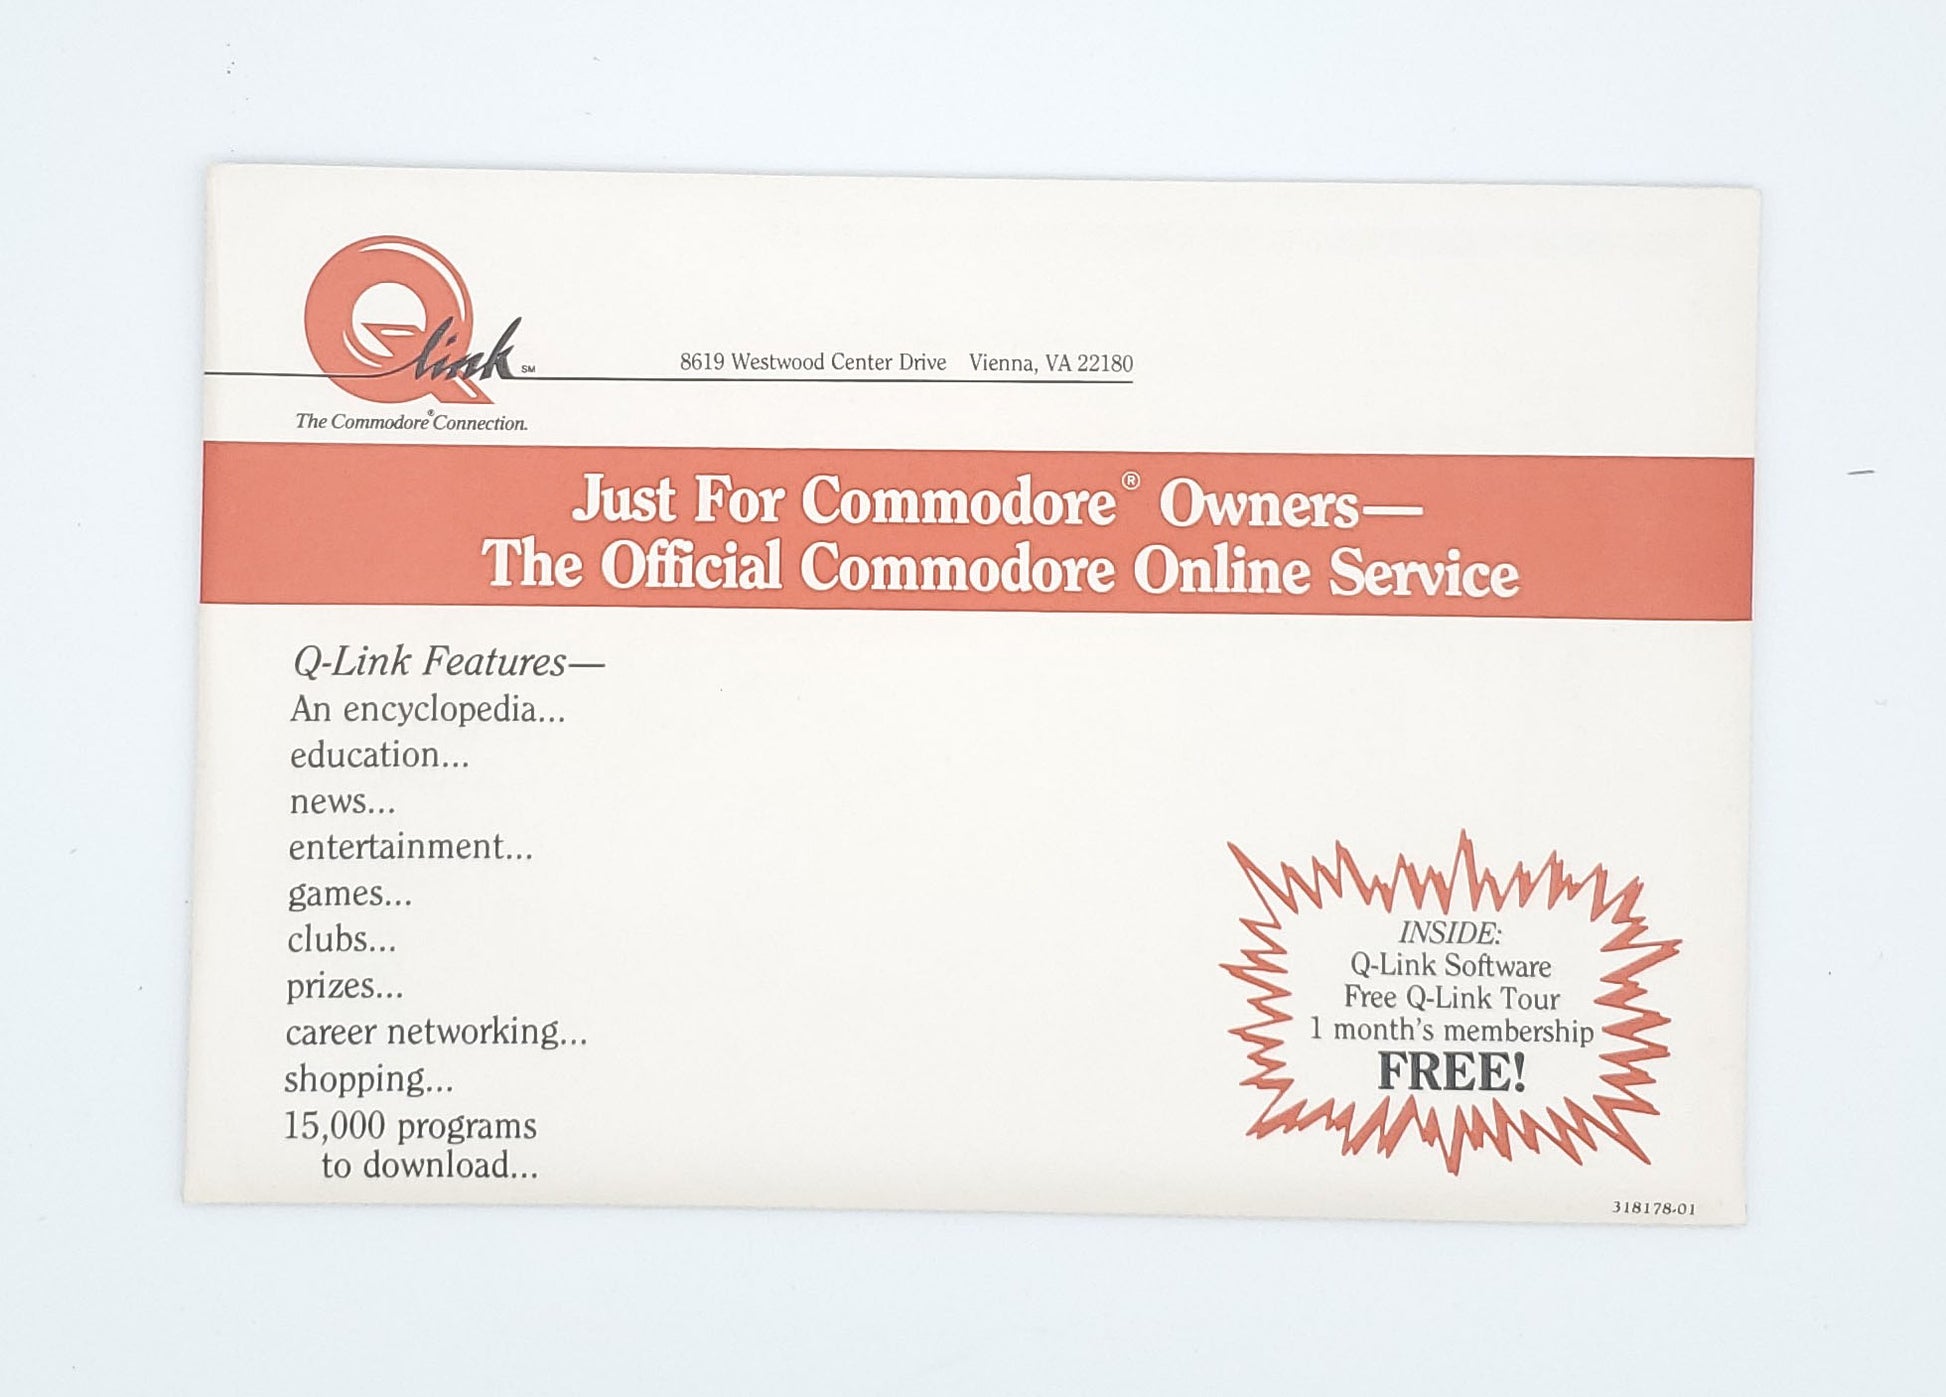 Qlink SM
8619 Westwood Center Drive Vienna, VA 22180
The Commodore® Connection.
Just For Commodore® Owners—
The Official Commodore Online Service
Q-Link Features—
An encyclopedia...
education...
news...
entertainment...
games...
clubs...
prizes...
career networking...
shopping...
15,000 programs
to download...
INSIDE:
Q-Link Software
Free Q-Link Tour
1 month's membership
FREE!
318178-01